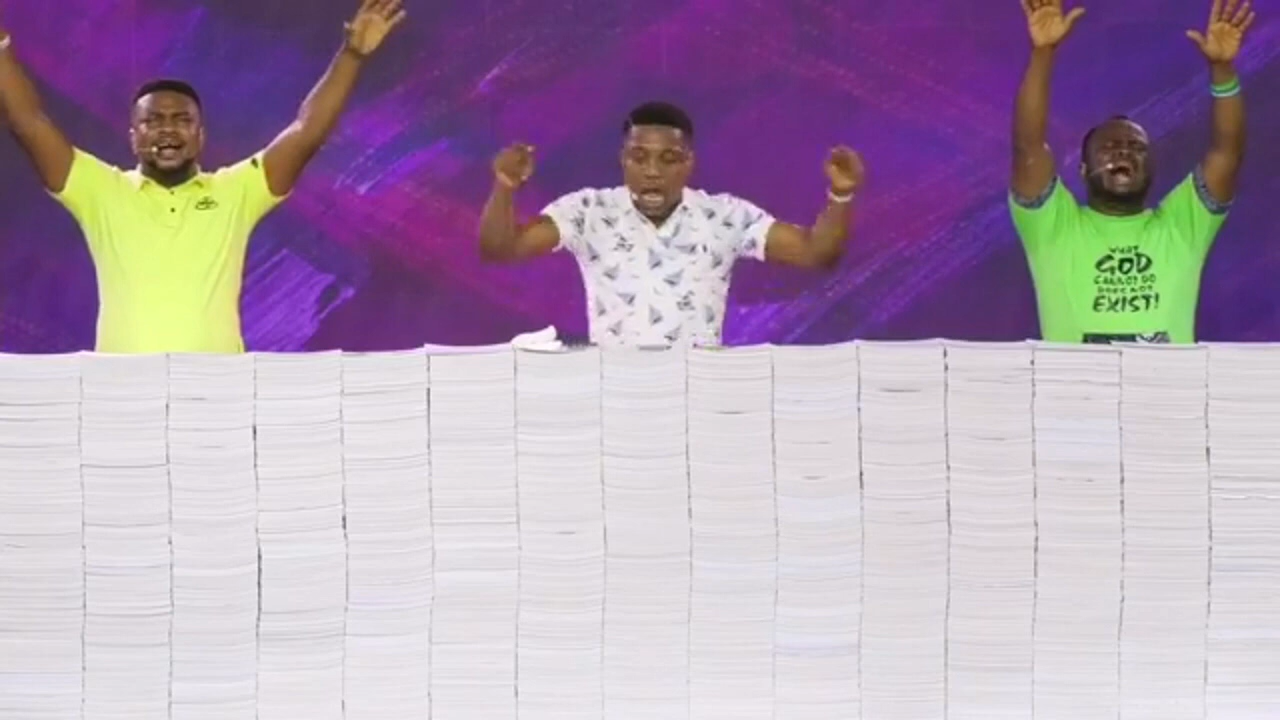 WHAT
GOD
CANNOT DO
DOES NOT
EXIST!